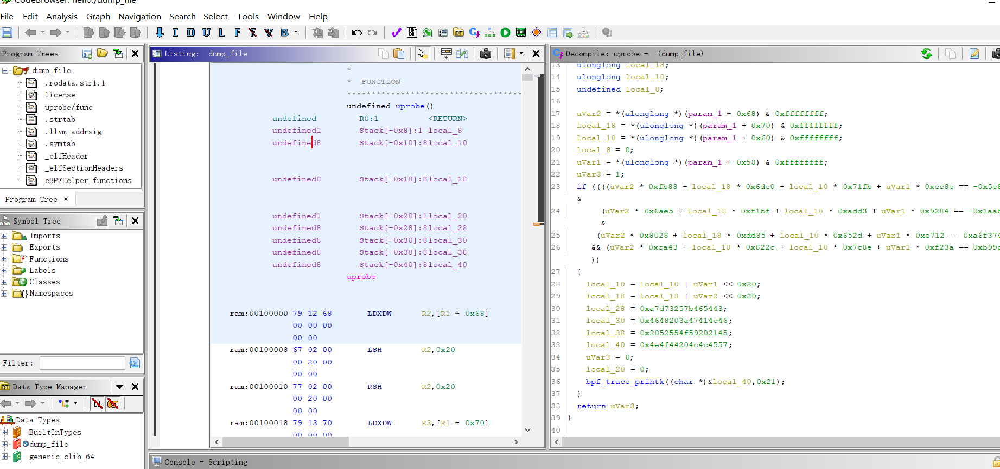 CodeBrowser: hello:/dump_file
File Edit Analysis Graph Navigation Search Select Tools Window Help
I D U L F B
Program Trees
dump_file
.rodata.str1.1
license
uprobe/func
.strtab
.llvm_addrsig
.symtab
_elfHeader
_elfSectionHeaders
eBPFHelper_functions
Program Tree ×
Symbol Tree
Imports
Exports
Functions
Labels
Classes
Namespaces
Filter:
Data Type Manager
Data Types
BuiltInTypes
dump_file
generic_clib_64
Listing: dump_file
*
* FUNCTION
************************************
undefined uprobe()
undefined R0:1 <RETURN>
undefined1 Stack[-0x8]:1 local_8
undefined8 Stack[-0x10]:8local_10
undefined8 Stack[-0x18]:8local_18
undefined1 Stack[-0x20]:1local_20
undefined8 Stack[-0x28]:8local_28
undefined8 Stack[-0x30]:8local_30
undefined8 Stack[-0x38]:8local_38
undefined8 Stack[-0x40]:8local_40
uprobe
ram:00100000 79 12 68 LDXDW R2,[R1 + 0x68]
00 00 00
00 00
ram:00100008 67 02 00 LSH R2,0x20
00 20 00
00 00
ram:00100010 77 02 00 RSH R2,0x20
00 20 00
00 00
ram:00100018 79 13 70 LDXDW R3,[R1 + 0x70]
00 00 00
Decompile: uprobe - (dump_file)
13 ulonglong local_18;
14 ulonglong local_10;
15 undefined local_8;
16
17 uVar2 = *(ulonglong *)(param_1 + 0x68) & 0xffffffff;
18 local_18 = *(ulonglong *)(param_1 + 0x70) & 0xffffffff;
19 local_10 = *(ulonglong *)(param_1 + 0x60) & 0xffffffff;
20 local_8 = 0;
21 uVar1 = *(ulonglong *)(param_1 + 0x58) & 0xffffffff;
22 uVar3 = 1;
23 if ((((uVar2 * 0xfb88 + local_18 * 0x6dc0 + local_10 * 0x71fb + uVar1 * 0xcc8e == -0x5e8
&
24 (uVar2 * 0x6ae5 + local_18 * 0xf1bf + local_10 * 0xadd3 + uVar1 * 0x9284 == -0x1aab
&
25 (uVar2 * 0x8028 + local_18 * 0xdd85 + local_10 * 0x652d + uVar1 * 0xe712 == 0xa6f374
26 && (uVar2 * 0xca43 + local_18 * 0x822c + local_10 * 0x7c8e + uVar1 * 0xf23a == 0xb99c
))
27 {
28 local_10 = local_10 | uVar1 << 0x20;
29 local_18 = local_18 | uVar2 << 0x20;
30 local_28 = 0xa7d73257b465443;
31 local_30 = 0x4648203a47414c46;
32 local_38 = 0x2052554f59202145;
33 local_40 = 0x4e4f44204c4c4557;
34 uVar3 = 0;
35 local_20 = 0;
36 bpf_trace_printk((char *)&local_40,0x21);
37 }
38 return uVar3;
39 }
40
Console - Scripting